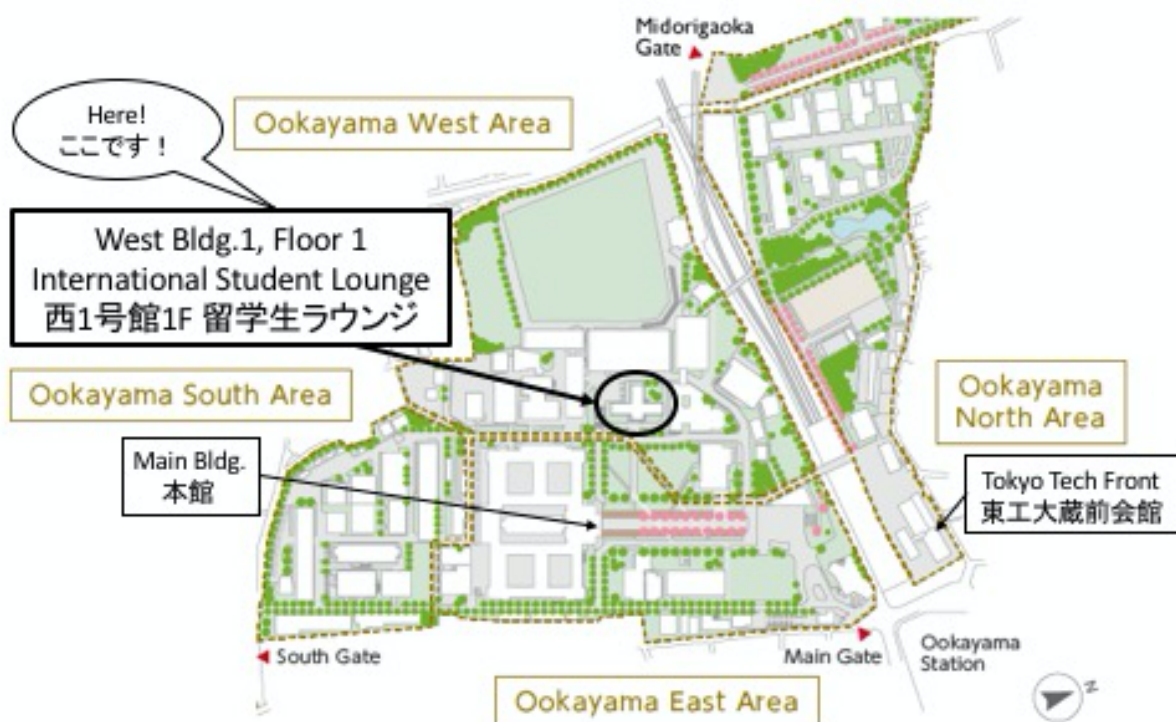 Midorigaoka
Gate
Here!
ここです！
Ookayama West Area
West Bldg.1, Floor 1
International Student Lounge
西1号館1F 留学生ラウンジ
Ookayama South Area
Ookayama
North Area
Main Bldg.
本館
Tokyo Tech Front
東工大蔵前会館
South Gate
Main Gate
Ookayama
Station
Ookayama East Area
N